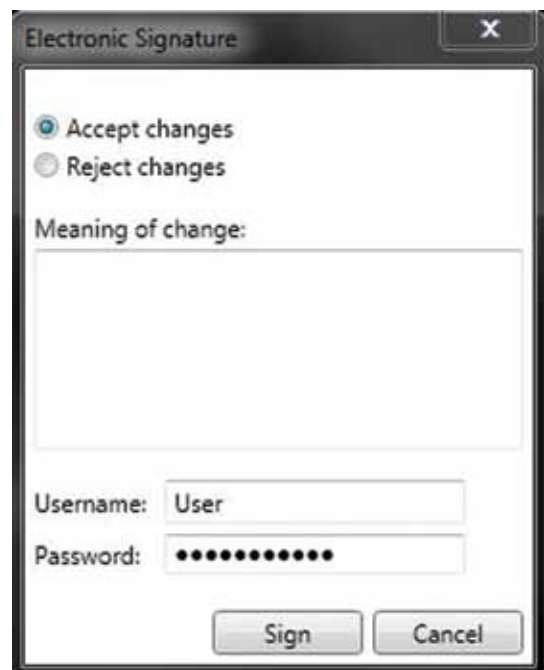 Electronic Signature
x
Accept changes
Reject changes
Meaning of change:
Username: User
Password: •••••••••••
Sign Cancel